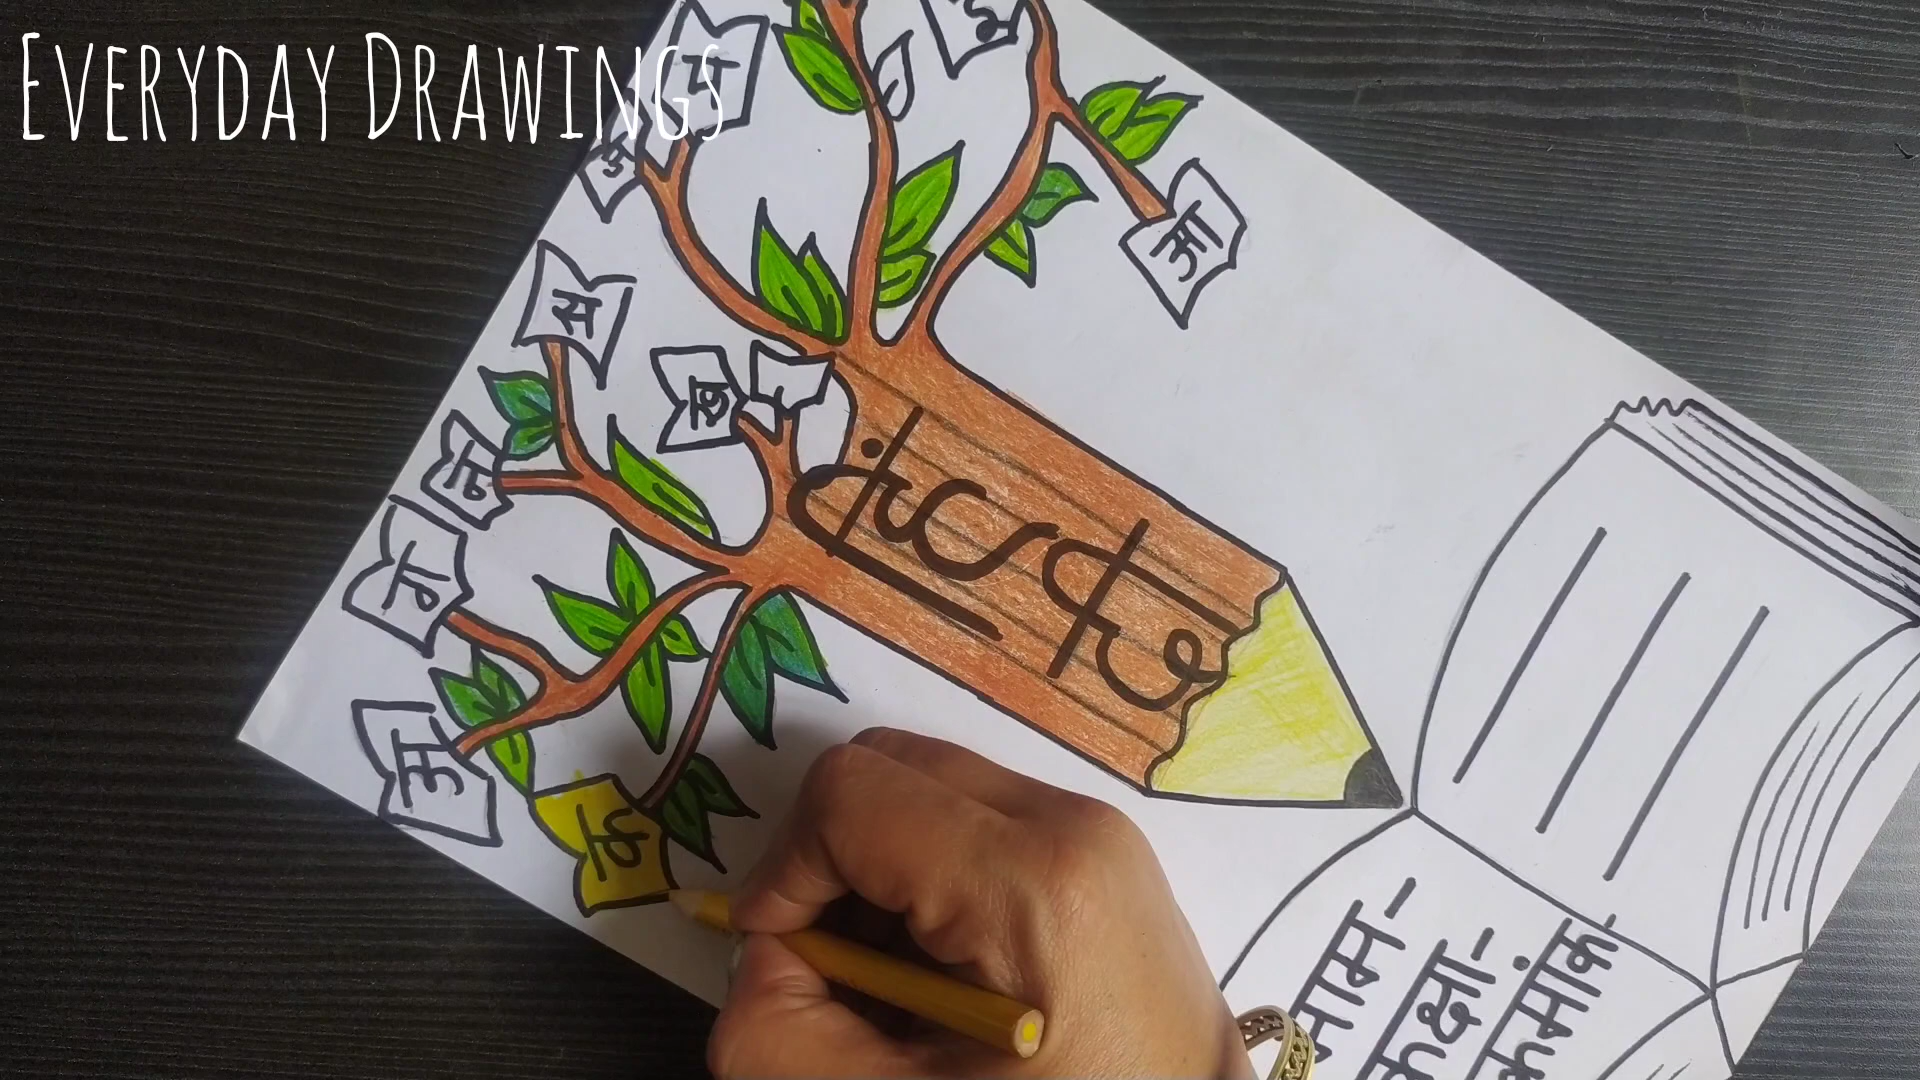 Everyday Drawings
प
इ
आ
स
ख
ग
अ
क
नाम -
कक्षा -
क्रमांक